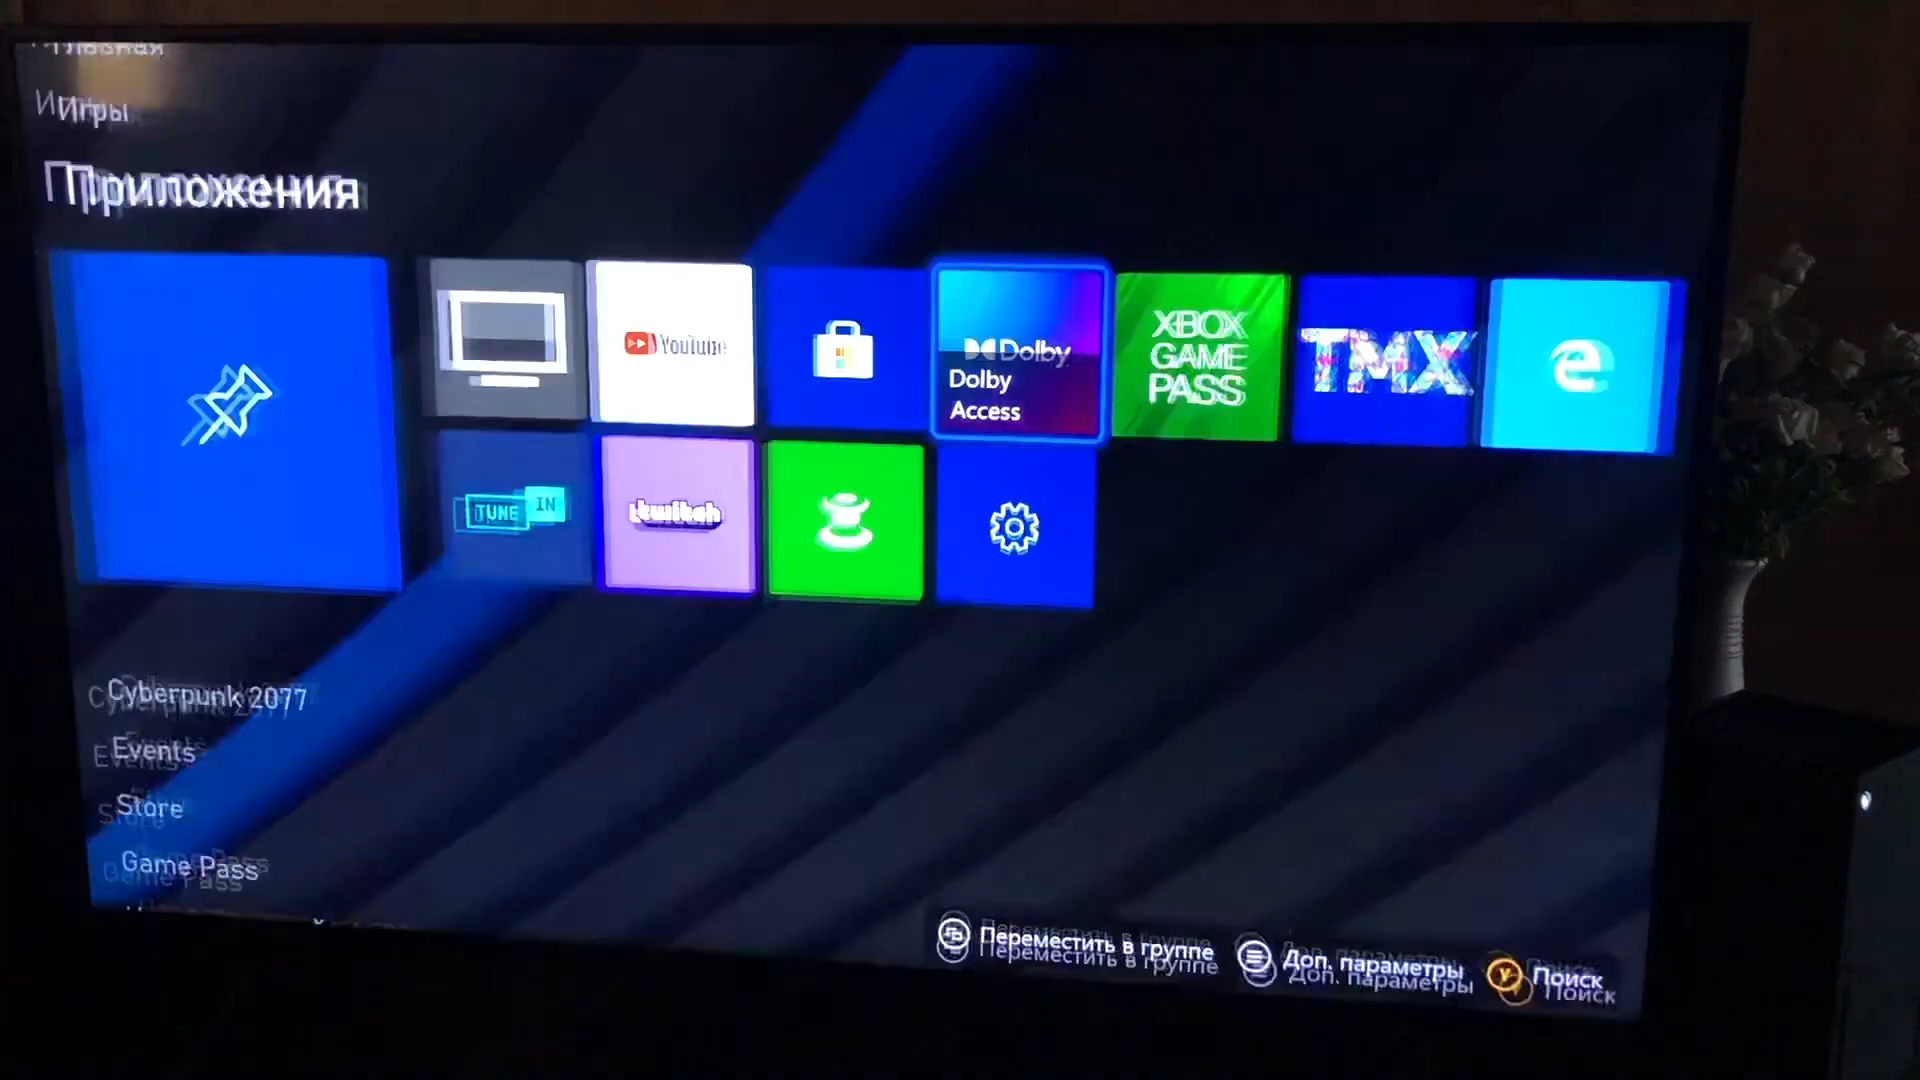 Главная
Игры
Приложения
YouTube
Dolby
Dolby
Access
XBOX
GAME
PASS
TMX
e
TUNE IN
twitch
Cyberpunk 2077
Events
Store
Game Pass
Переместить в группе
Доп. параметры
Y Поиск